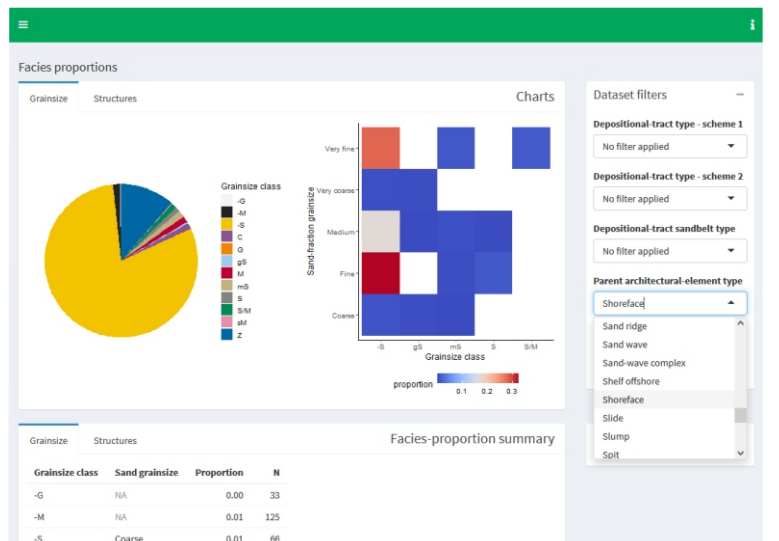 i
Facies proportions
Grainsize Structures Charts
Grainsize class
-G
-M
-S
C
G
gS
M
mS
S
S/M
sM
Z
Sand-fraction grainsize
Very fine
Very coarse
Medium
Fine
Coarse
-S gS mS S S/M
Grainsize class
proportion
0.1 0.2 0.3
Dataset filters
Depositional-tract type - scheme 1
No filter applied
Depositional-tract type - scheme 2
No filter applied
Depositional-tract sandbelt type
No filter applied
Parent architectural-element type
Shoreface
Sand ridge
Sand wave
Sand-wave complex
Shelf offshore
Shoreface
Slide
Slump
Spit
Grainsize Structures Facies-proportion summary
Grainsize class Sand grainsize Proportion N
-G NA 0.00 33
-M NA 0.01 125
-S Coarse 0.01 66